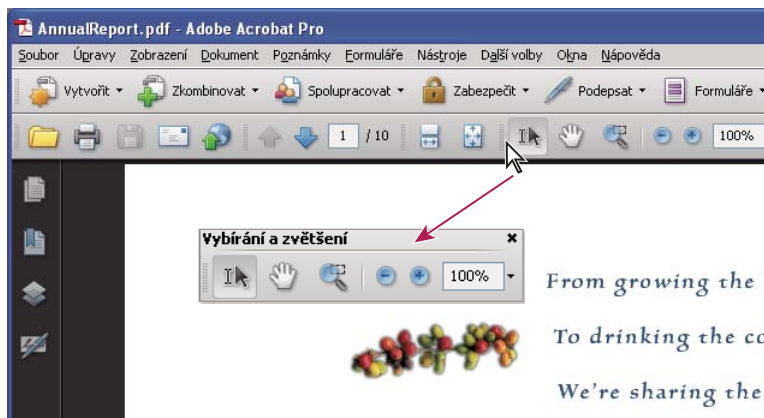 AnnualReport.pdf - Adobe Acrobat Pro
Soubor Úpravy Zobrazení Dokument Poznámky Formuláře Nástroje Další volby Okna Nápověda
Vytvořit Zkombinovat Spolupracovat Zabezpečit Podepsat Formuláře
1 / 10 100%
Vybírání a zvětšení
100%
From growing the
To drinking the co
We're sharing the